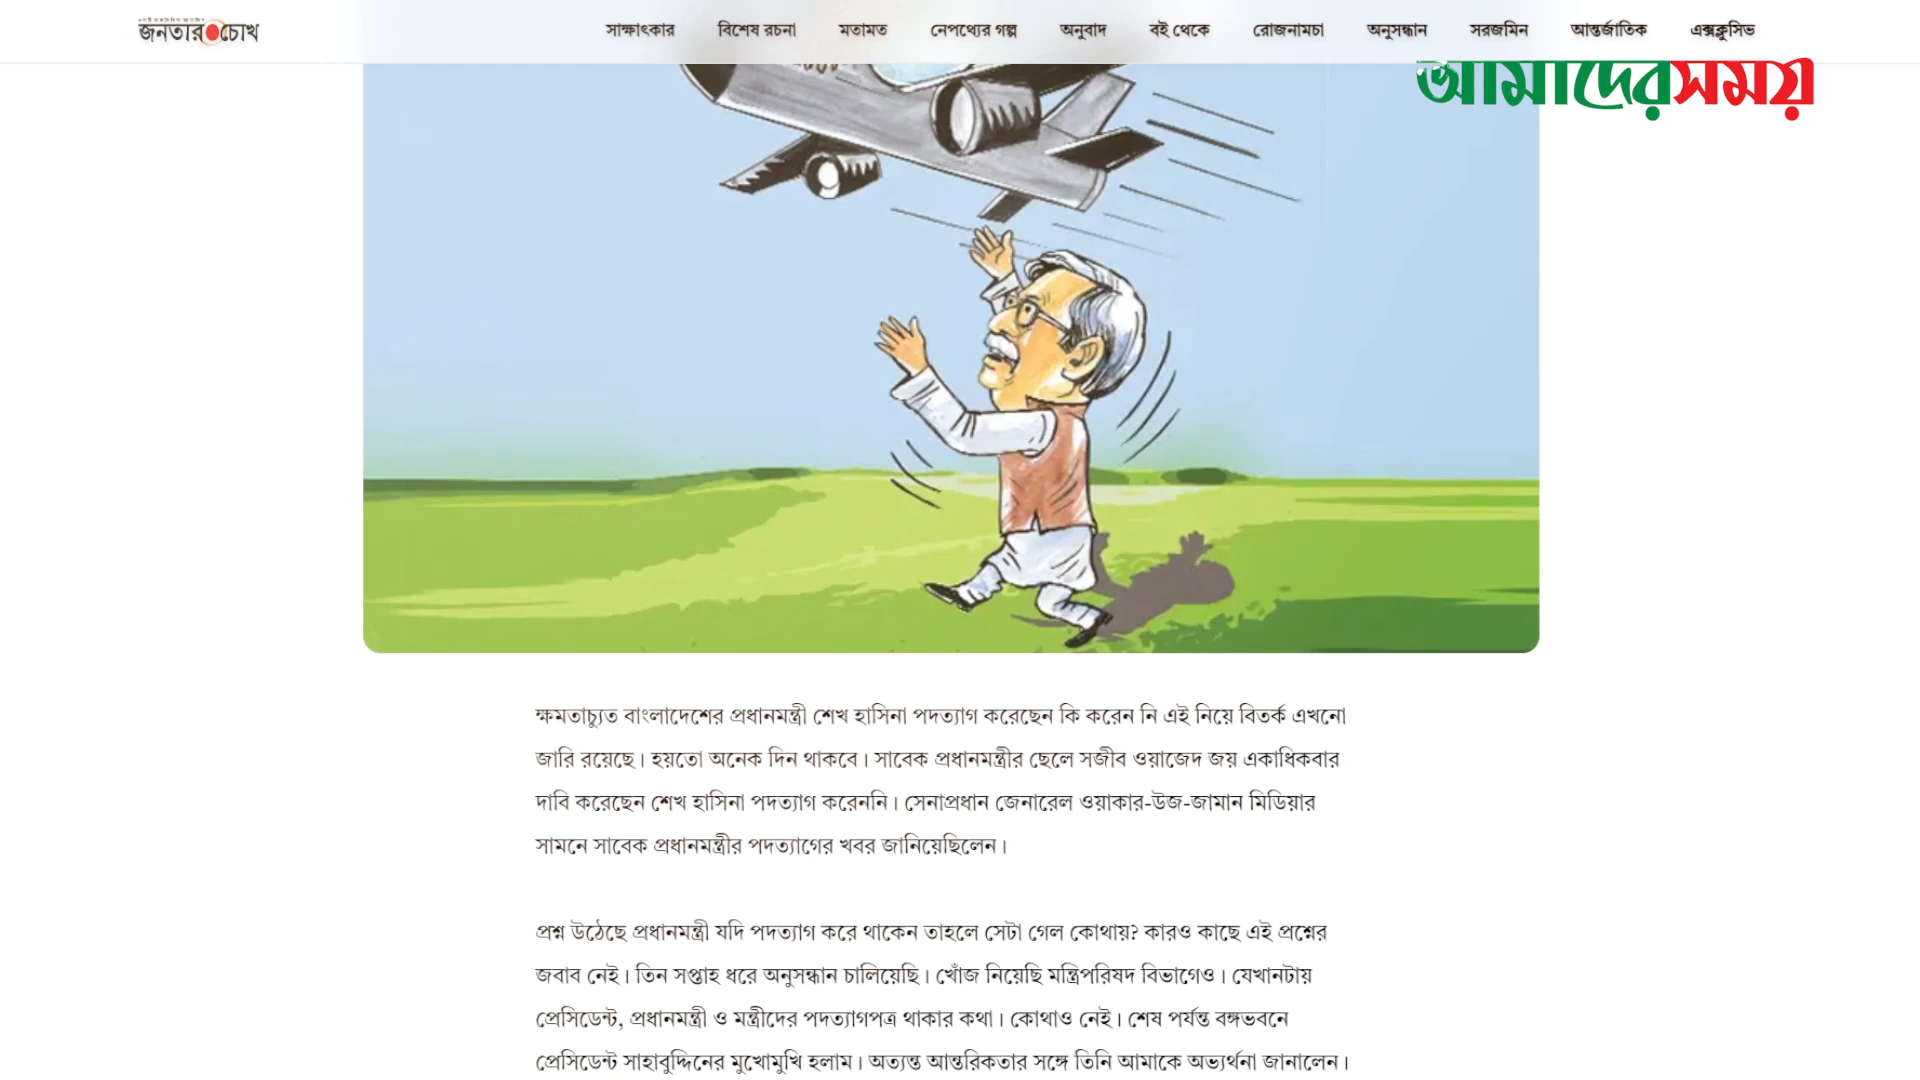 জনতার চোখ
সাক্ষাৎকার বিশেষ রচনা মতামত নেপথ্যের গল্প অনুবাদ বই থেকে রোজনামচা অনুসন্ধান সরজমিন আন্তর্জাতিক এক্সক্লুসিভ
আমাদের সময়
ক্ষমতাচ্যুত বাংলাদেশের প্রধানমন্ত্রী শেখ হাসিনা পদত্যাগ করেছেন কি করেন নি এই নিয়ে বিতর্ক এখনো
জারি রয়েছে। হয়তো অনেক দিন থাকবে। সাবেক প্রধানমন্ত্রীর ছেলে সজীব ওয়াজেদ জয় একাধিকবার
দাবি করেছেন শেখ হাসিনা পদত্যাগ করেননি। সেনাপ্রধান জেনারেল ওয়াকার-উজ-জামান মিডিয়ার
সামনে সাবেক প্রধানমন্ত্রীর পদত্যাগের খবর জানিয়েছিলেন।
প্রশ্ন উঠেছে প্রধানমন্ত্রী যদি পদত্যাগ করে থাকেন তাহলে সেটা গেল কোথায়? কারও কাছে এই প্রশ্নের
জবাব নেই। তিন সপ্তাহ ধরে অনুসন্ধান চালিয়েছি। খোঁজ নিয়েছি মন্ত্রিপরিষদ বিভাগেও। যেখানটায়
প্রেসিডেন্ট, প্রধানমন্ত্রী ও মন্ত্রীদের পদত্যাগপত্র থাকার কথা। কোথাও নেই। শেষ পর্যন্ত বঙ্গভবনে
প্রেসিডেন্ট সাহাবুদ্দিনের মুখোমুখি হলাম। অত্যন্ত আন্তরিকতার সঙ্গে তিনি আমাকে অভ্যর্থনা জানালেন।